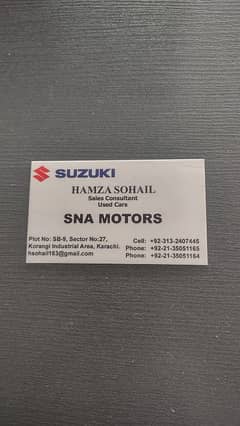 SUZUKI
HAMZA SOHAIL
Sales Consultant
Used Cars
SNA MOTORS
Plot No: SB-9, Sector No:27,
Korangi Industrial Area, Karachi.
hsohail183@gmail.com
Cell: +92-313-2407445
Phone: +92-21-35051165
Phone: +92-21-35051164